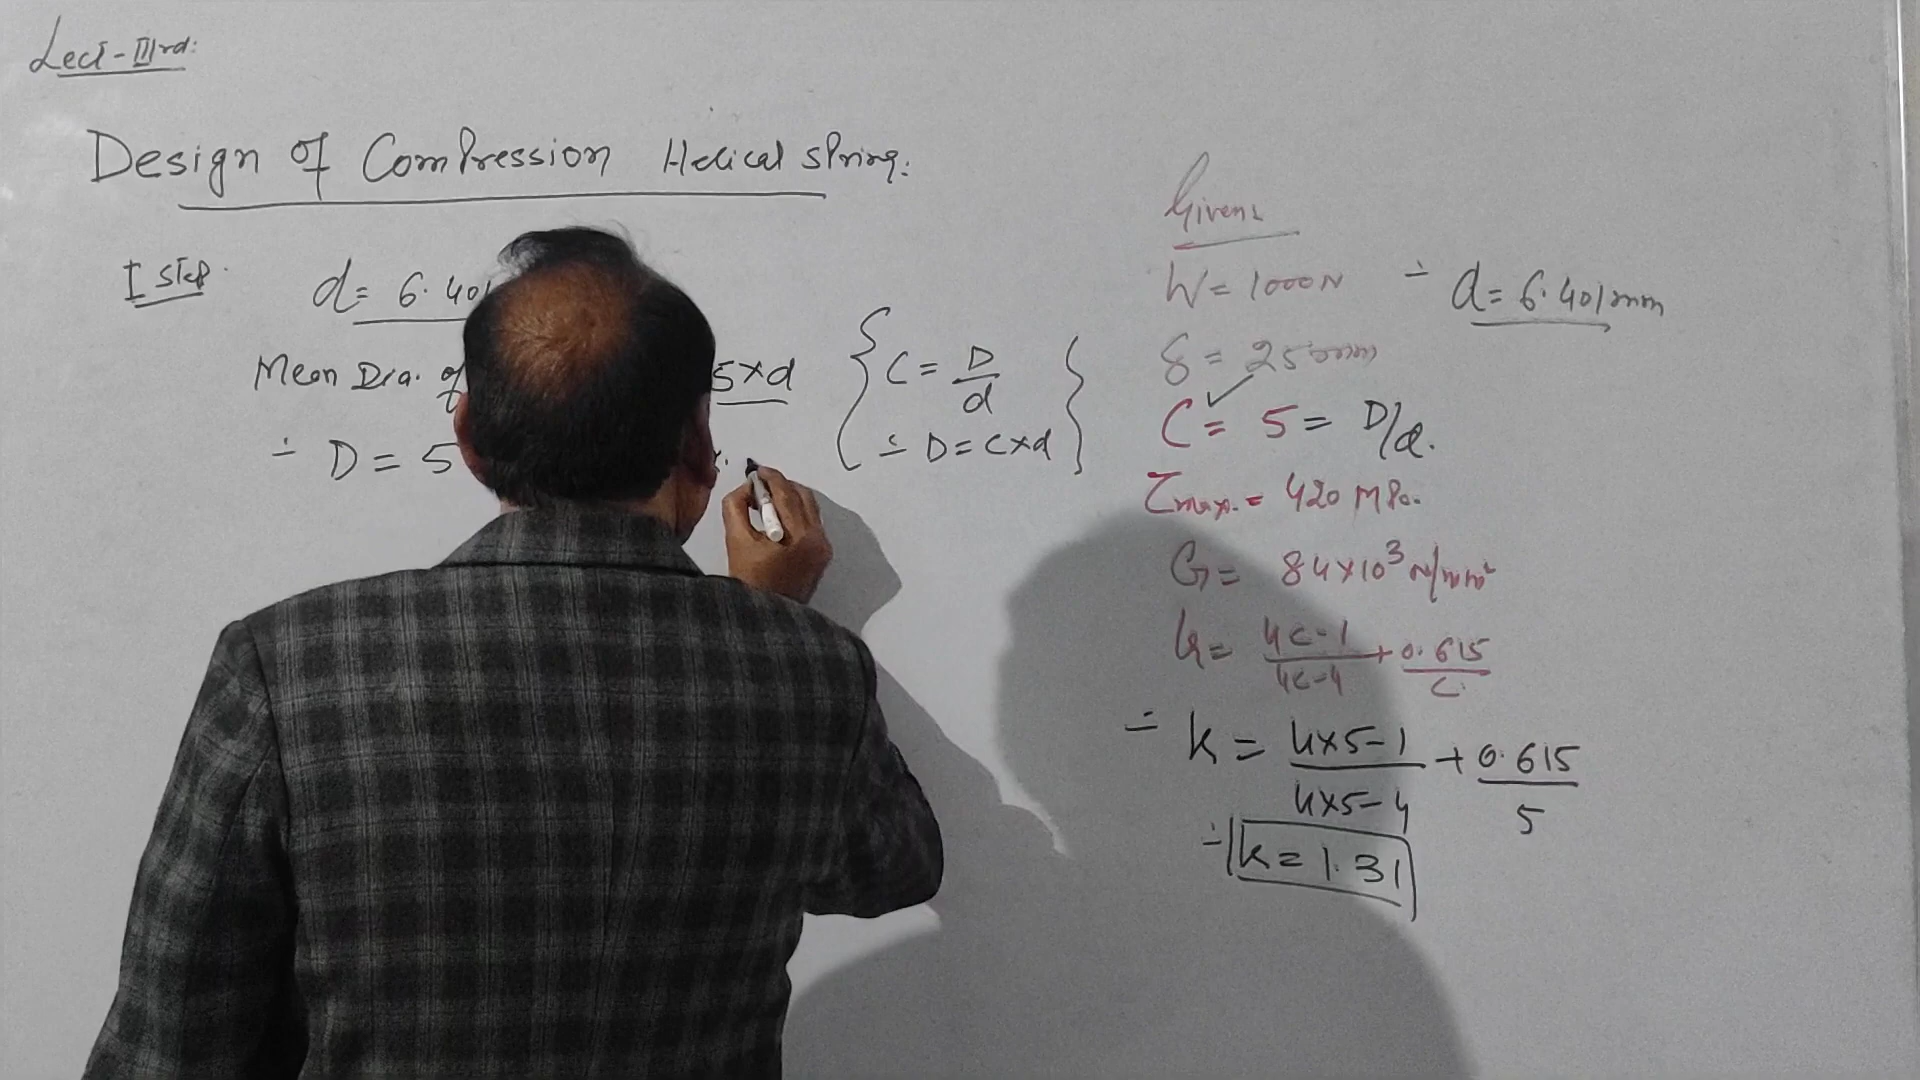 Lect-IIIrd:
Design of Compression Helical spring:
I step.
d = 6.401
Mean Dia. of 5×d
∴ D = 5
{ C = D/d
∴ D = C×d }
Given:
W = 1000N
∴ d = 6.401mm
δ = 25mm
C = 5 = D/d.
τmax. = 420 MPa.
G = 84×10³ N/mm²
k = (4C-1)/(4C-4) + 0.615/C
∴ k = (4×5-1)/(4×5-4) + 0.615/5
∴ k = 1.31